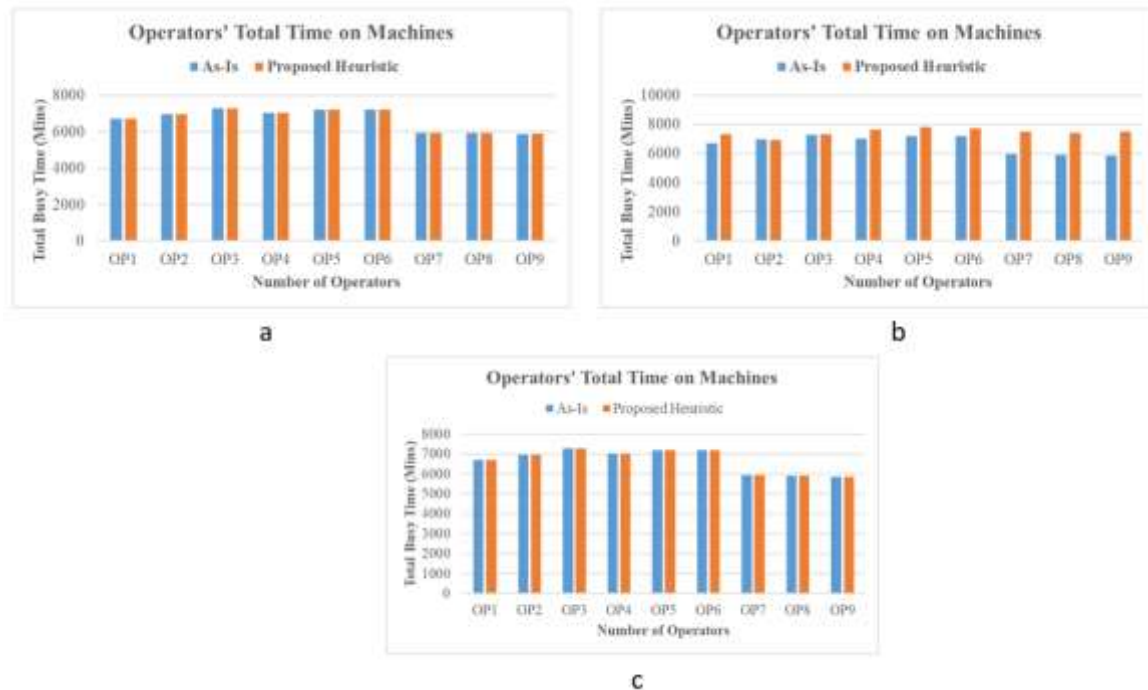 Operators' Total Time on Machines
As-Is Proposed Heuristic
Total Busy Time (Mins)
8000
6000
4000
2000
0
OP1 OP2 OP3 OP4 OP5 OP6 OP7 OP8 OP9
Number of Operators
a
Operators' Total Time on Machines
As-Is Proposed Heuristic
Total Busy Time (Mins)
10000
8000
6000
4000
2000
0
OP1 OP2 OP3 OP4 OP5 OP6 OP7 OP8 OP9
Number of Operators
b
Operators' Total Time on Machines
As-Is Proposed Heuristic
Total Busy Time (Mins)
8000
7000
6000
5000
4000
3000
2000
1000
0
OP1 OP2 OP3 OP4 OP5 OP6 OP7 OP8 OP9
Number of Operators
c